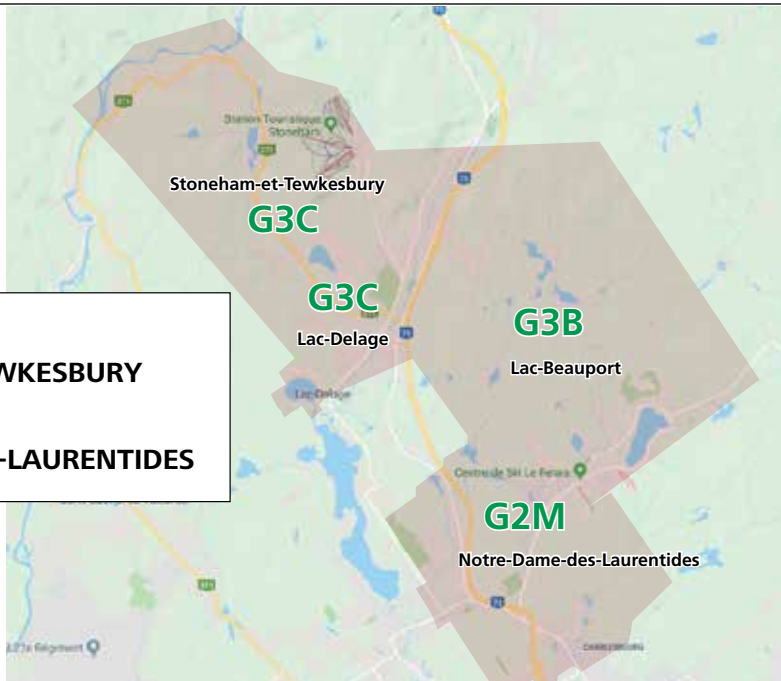 Station Touristique
Stoneham
Stoneham-et-Tewkesbury
G3C
G3C
Lac-Delage
G3B
Lac-Beauport
WKESBURY
-LAURENTIDES
Lac-Delage
Centre de Ski Le Relais
G2M
Notre-Dame-des-Laurentides
CHARLESBOURG